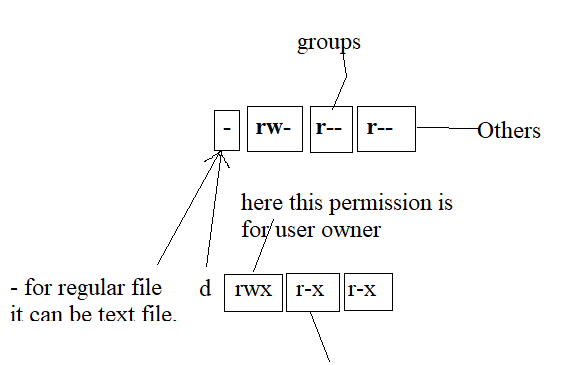 groups
- rw- r-- r-- Others
here this permission is
for user owner
- for regular file
it can be text file.
d rwx r-x r-x